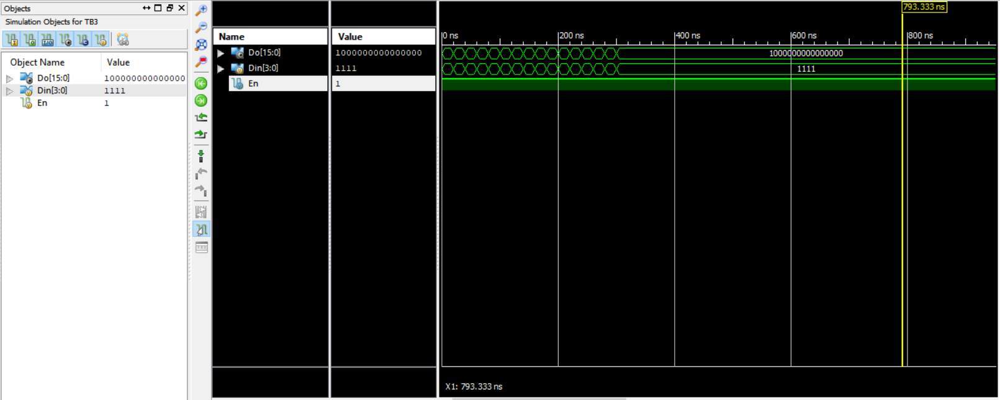 Objects
Simulation Objects for TB3
Object Name Value
Do[15:0] 100000000000000
Din[3:0] 1111
En 1
Name Value
Do[15:0] 1000000000000000
Din[3:0] 1111
En 1
793.333 ns
0 ns 200 ns 400 ns 600 ns 800 ns
1000000000000000
1111
X1: 793.333 ns